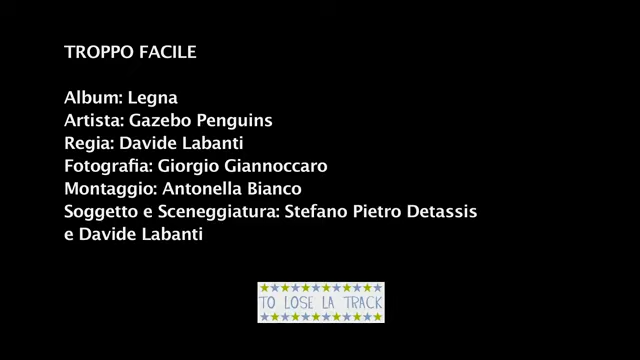 TROPPO FACILE
Album: Legna
Artista: Gazebo Penguins
Regia: Davide Labanti
Fotografia: Giorgio Giannoccaro
Montaggio: Antonella Bianco
Soggetto e Sceneggiatura: Stefano Pietro Detassis
e Davide Labanti
TO LOSE LA TRACK